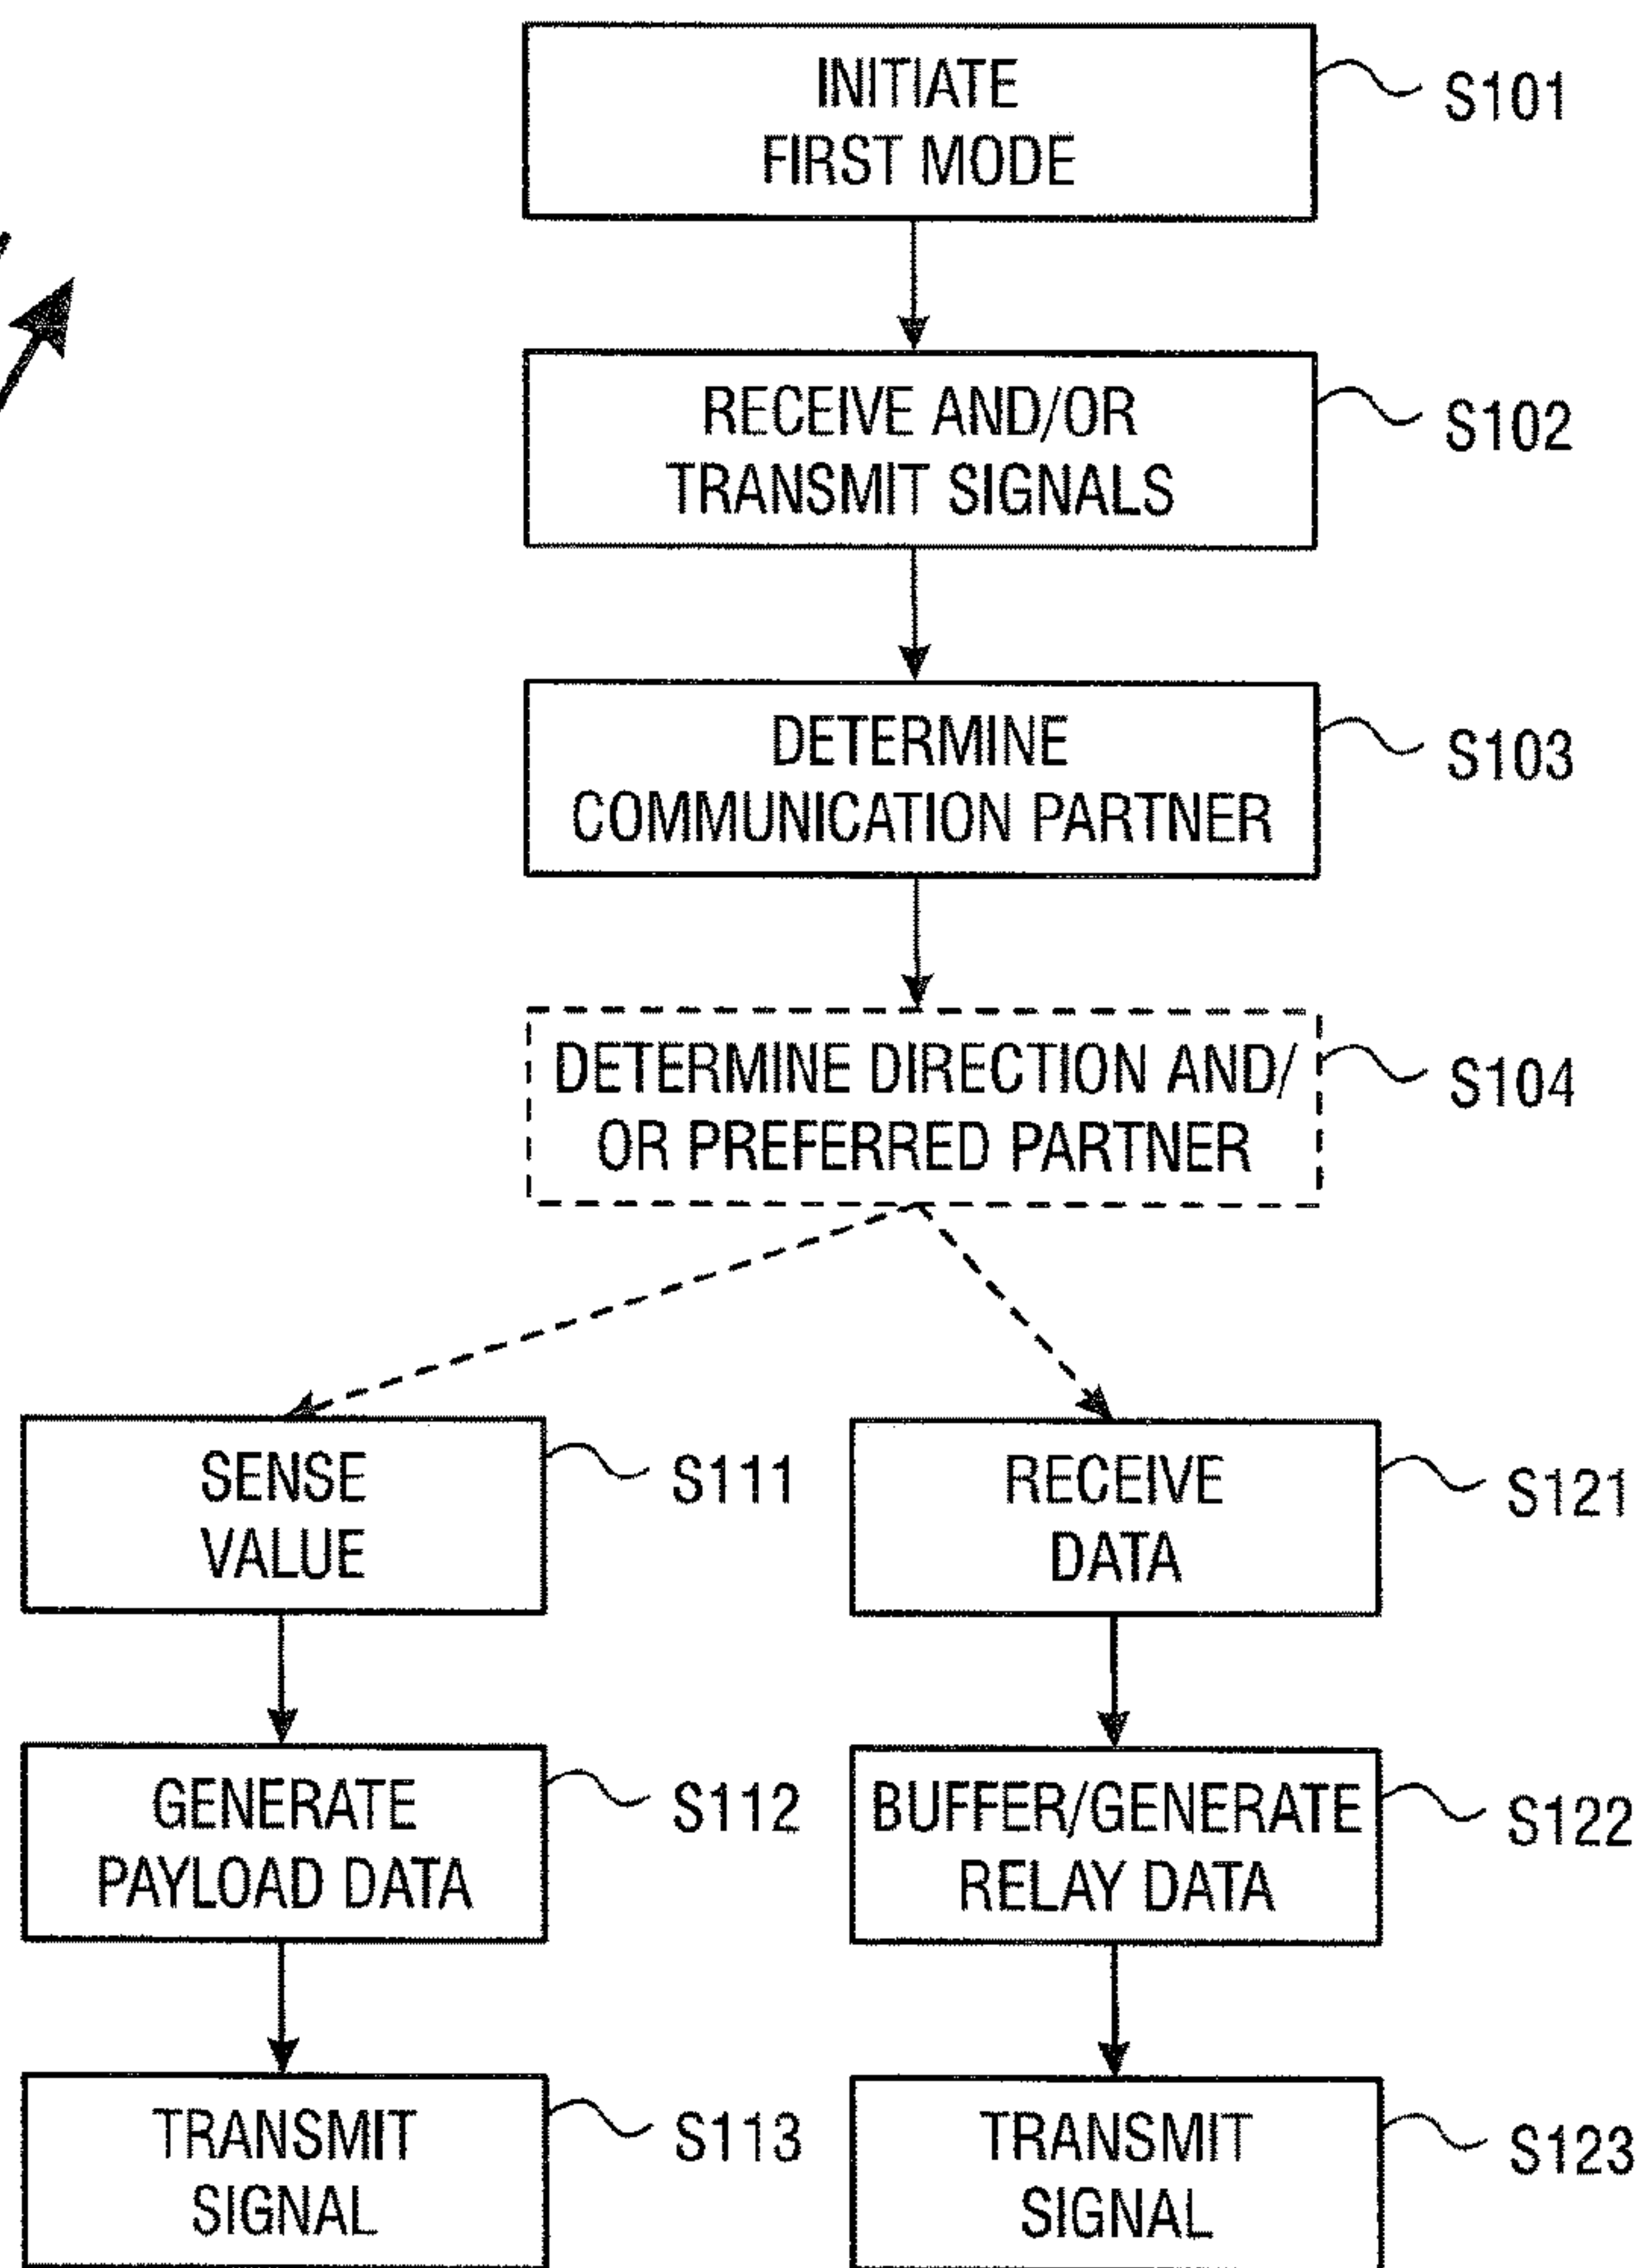 INITIATE
FIRST MODE
S101
RECEIVE AND/OR
TRANSMIT SIGNALS
S102
DETERMINE
COMMUNICATION PARTNER
S103
DETERMINE DIRECTION AND/
OR PREFERRED PARTNER
S104
SENSE
VALUE
S111
RECEIVE
DATA
S121
GENERATE
PAYLOAD DATA
S112
BUFFER/GENERATE
RELAY DATA
S122
TRANSMIT
SIGNAL
S113
TRANSMIT
SIGNAL
S123